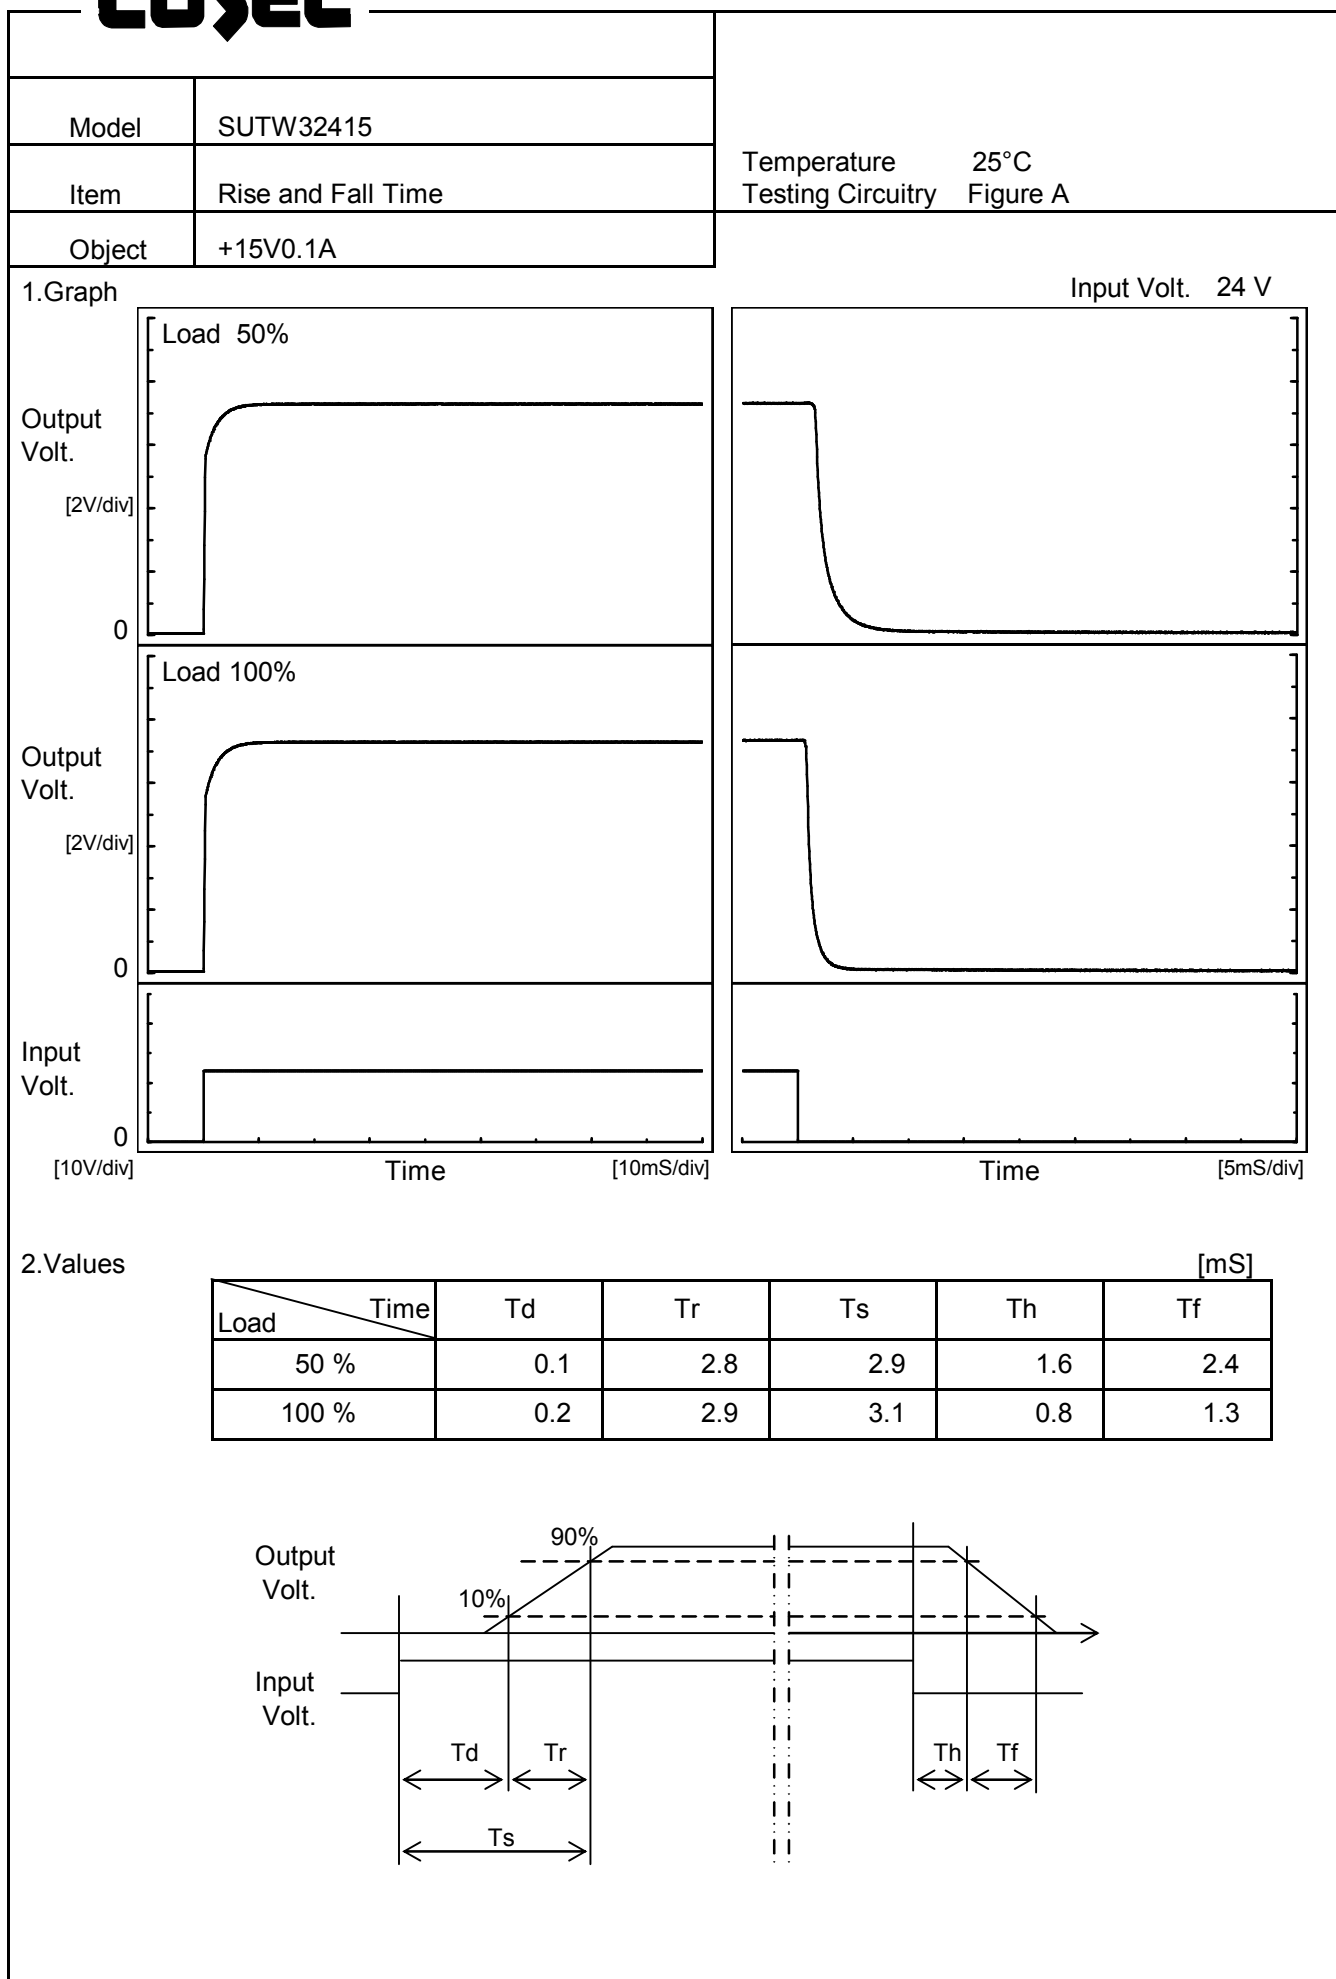 COSEL
Model SUTW32415
Item Rise and Fall Time
Temperature 25°C
Testing Circuitry Figure A
Object +15V0.1A
1.Graph
Input Volt. 24 V
Load 50%
Output
Volt.
[2V/div]
0
Load 100%
Output
Volt.
[2V/div]
0
Input
Volt.
0
[10V/div] Time [10mS/div] Time [5mS/div]
2.Values [mS]
Time
Load Td Tr Ts Th Tf
50 % 0.1 2.8 2.9 1.6 2.4
100 % 0.2 2.9 3.1 0.8 1.3
90%
Output
Volt.
10%
Input
Volt.
Td Tr Th Tf
Ts